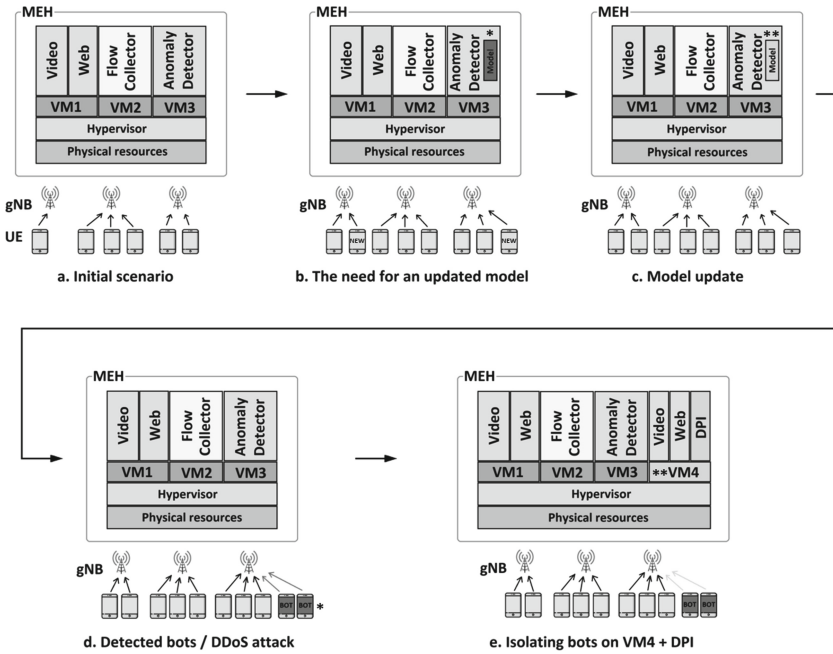 MEH
Video
Web
Flow
Collector
Anomaly
Detector
VM1
VM2
VM3
Hypervisor
Physical resources
gNB
UE
a. Initial scenario
MEH
Video
Web
Flow
Collector
Anomaly
Detector
Model
*
VM1
VM2
VM3
Hypervisor
Physical resources
gNB
NEW
NEW
b. The need for an updated model
MEH
Video
Web
Flow
Collector
Anomaly
Detector
Model
**
VM1
VM2
VM3
Hypervisor
Physical resources
gNB
c. Model update
MEH
Video
Web
Flow
Collector
Anomaly
Detector
VM1
VM2
VM3
Hypervisor
Physical resources
gNB
BOT
BOT
*
d. Detected bots / DDoS attack
MEH
Video
Web
Flow
Collector
Anomaly
Detector
Video
Web
DPI
VM1
VM2
VM3
**VM4
Hypervisor
Physical resources
gNB
BOT
BOT
e. Isolating bots on VM4 + DPI